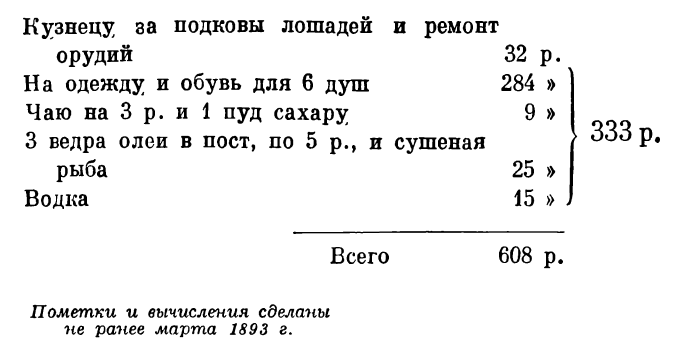 Кузнецу за подковы лошадей и ремонт
орудий 32 р.
На одежду и обувь для 6 душ 284 »
Чаю на 3 р. и 1 пуд сахару 9 »
3 ведра олеи в пост, по 5 р., и сушеная
рыба 25 »
Водка 15 »
333 р.
Всего 608 р.
Пометки и вычисления сделаны
не ранее марта 1893 г.